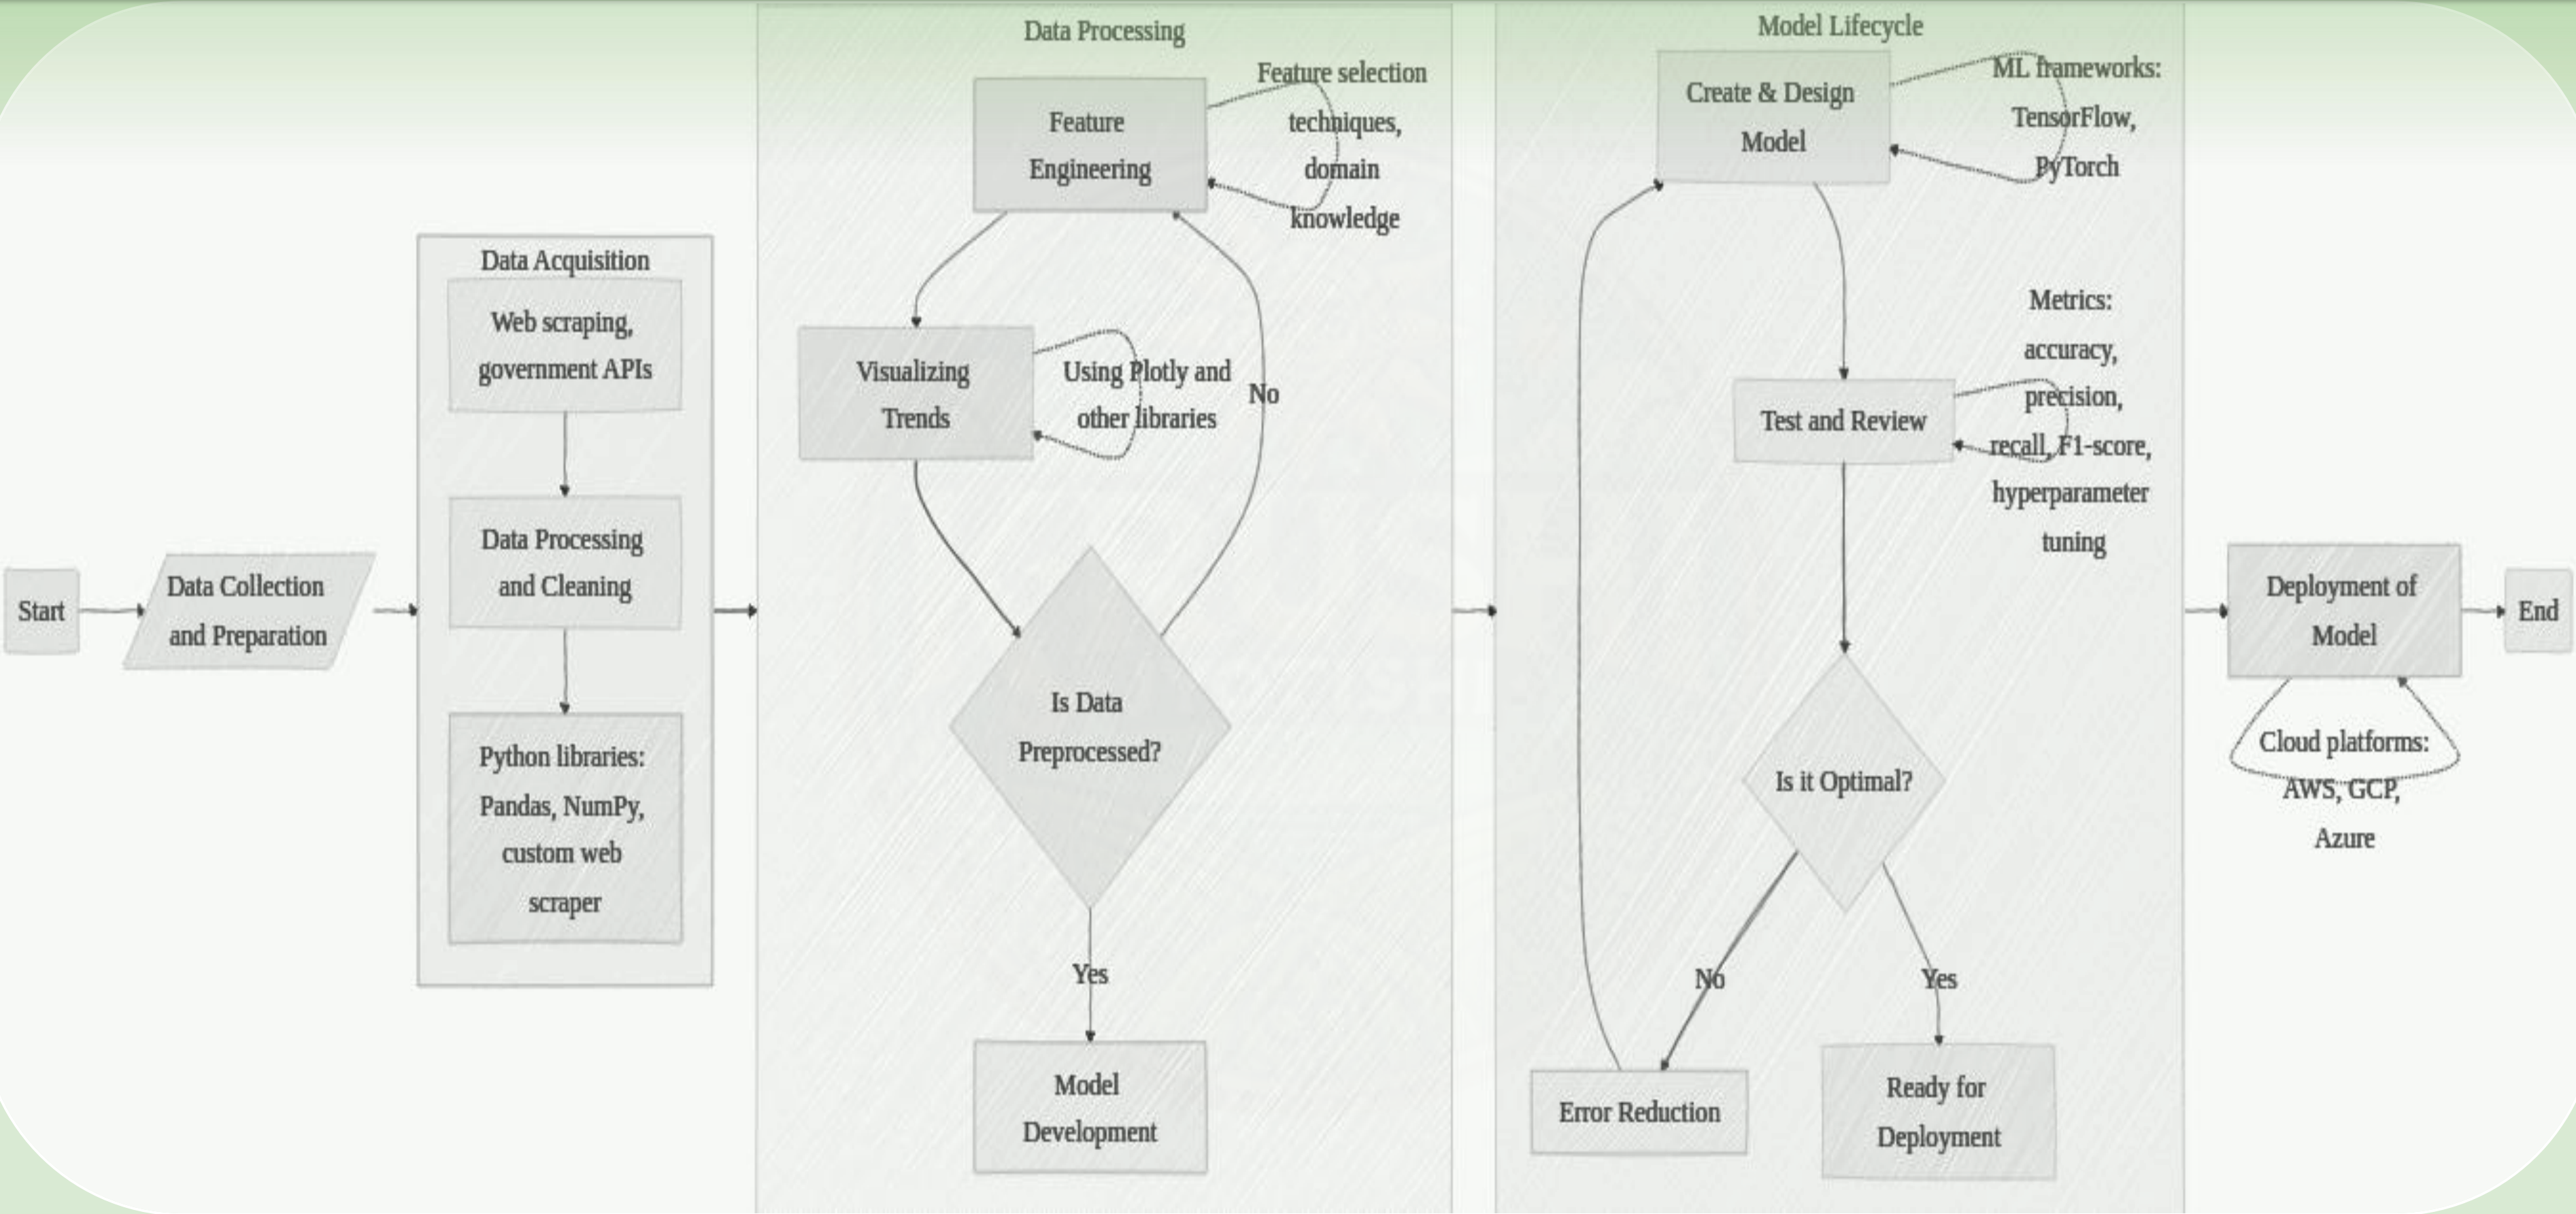 Start
Data Collection
and Preparation
Data Acquisition
Web scraping,
government APIs
Data Processing
and Cleaning
Python libraries:
Pandas, NumPy,
custom web
scraper
Data Processing
Feature
Engineering
Feature selection
techniques,
domain
knowledge
Visualizing
Trends
Using Plotly and
other libraries
No
Is Data
Preprocessed?
Yes
Model
Development
Model Lifecycle
Create & Design
Model
ML frameworks:
TensorFlow,
PyTorch
Test and Review
Metrics:
accuracy,
precision,
recall, F1-score,
hyperparameter
tuning
Is it Optimal?
No
Yes
Error Reduction
Ready for
Deployment
Deployment of
Model
Cloud platforms:
AWS, GCP,
Azure
End